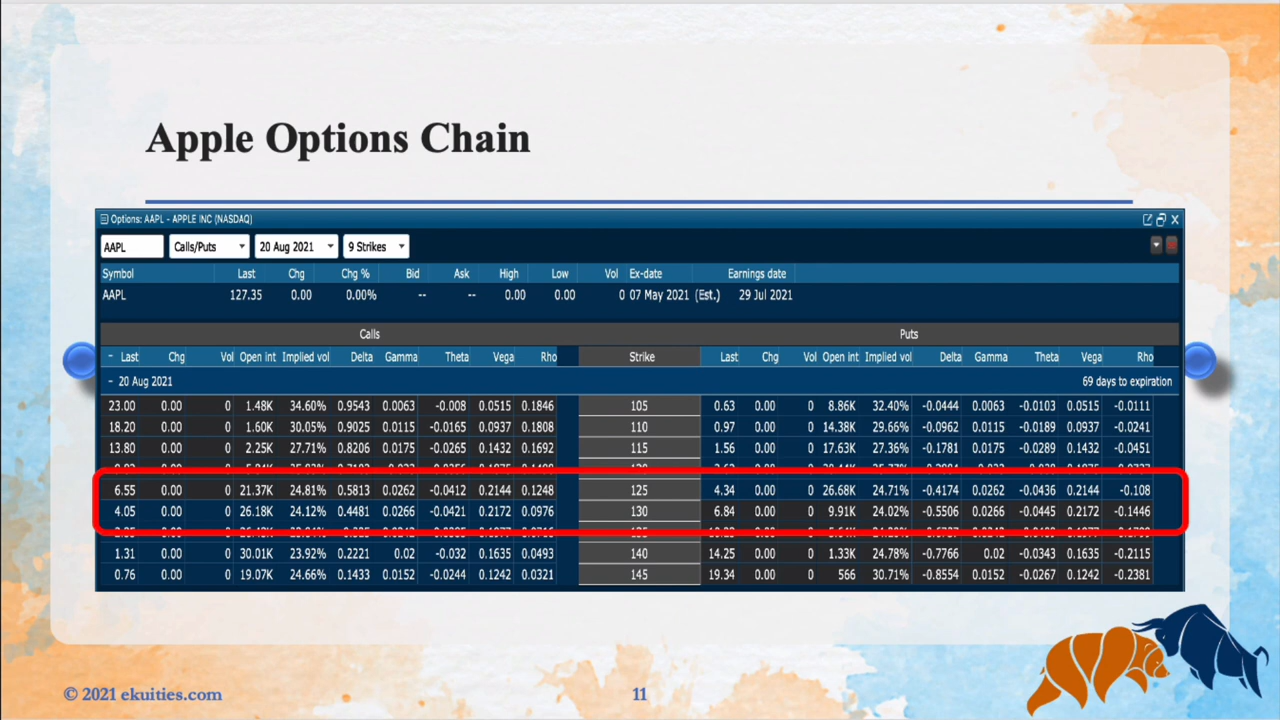 Apple Options Chain
Options: AAPL - APPLE INC (NASDAQ)
AAPL Calls/Puts 20 Aug 2021 9 Strikes
Symbol Last Chg Chg % Bid Ask High Low Vol Ex-date Earnings date
AAPL 127.35 0.00 0.00% -- -- 0.00 0.00 0 07 May 2021 (Est.) 29 Jul 2021
Calls Puts
- Last Chg Vol Open int Implied vol Delta Gamma Theta Vega Rho Strike Last Chg Vol Open int Implied vol Delta Gamma Theta Vega Rho
- 20 Aug 2021 69 days to expiration
23.00 0.00 0 1.48K 34.60% 0.9543 0.0063 -0.008 0.0515 0.1846 105 0.63 0.00 0 8.86K 32.40% -0.0444 0.0063 -0.0103 0.0515 -0.0111
18.20 0.00 0 1.60K 30.05% 0.9025 0.0115 -0.0165 0.0937 0.1808 110 0.97 0.00 0 14.38K 29.66% -0.0962 0.0115 -0.0189 0.0937 -0.0241
13.80 0.00 0 2.25K 27.71% 0.8206 0.0175 -0.0265 0.1432 0.1692 115 1.56 0.00 0 17.63K 27.36% -0.1781 0.0175 -0.0289 0.1432 -0.0451
6.55 0.00 0 21.37K 24.81% 0.5813 0.0262 -0.0412 0.2144 0.1248 125 4.34 0.00 0 26.68K 24.71% -0.4174 0.0262 -0.0436 0.2144 -0.108
4.05 0.00 0 26.18K 24.12% 0.4481 0.0266 -0.0421 0.2172 0.0976 130 6.84 0.00 0 9.91K 24.02% -0.5506 0.0266 -0.0445 0.2172 -0.1446
1.31 0.00 0 30.01K 23.92% 0.2221 0.02 -0.032 0.1635 0.0493 140 14.25 0.00 0 1.33K 24.78% -0.7766 0.02 -0.0343 0.1635 -0.2115
0.76 0.00 0 19.07K 24.66% 0.1433 0.0152 -0.0244 0.1242 0.0321 145 19.34 0.00 0 566 30.71% -0.8554 0.0152 -0.0267 0.1242 -0.2381
© 2021 ekuities.com 11